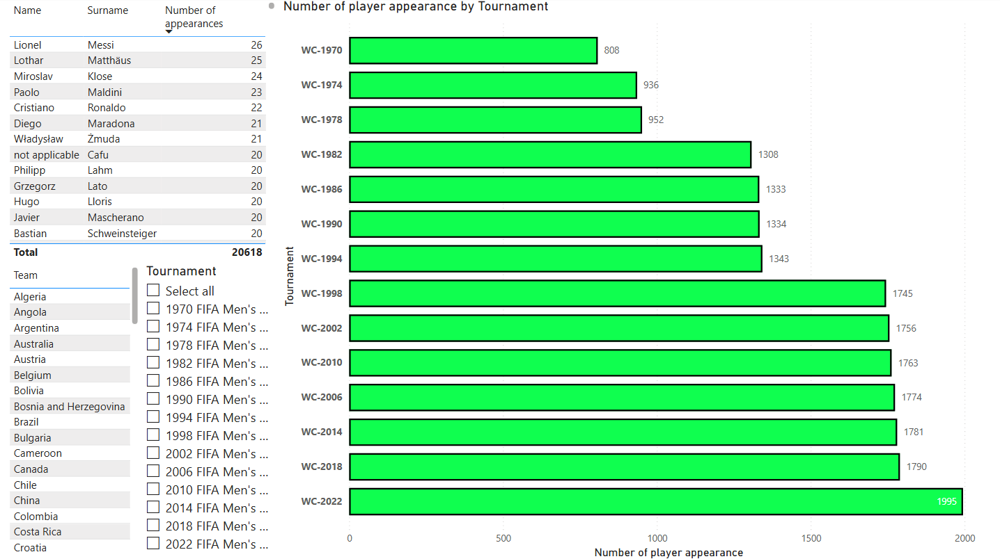 Name Surname Number of
appearances
Lionel Messi 26
Lothar Matthäus 25
Miroslav Klose 24
Paolo Maldini 23
Cristiano Ronaldo 22
Diego Maradona 21
Władysław Żmuda 21
not applicable Cafu 20
Philipp Lahm 20
Grzegorz Lato 20
Hugo Lloris 20
Javier Mascherano 20
Bastian Schweinsteiger 20
Total 20618
Team
Algeria
Angola
Argentina
Australia
Austria
Belgium
Bolivia
Bosnia and Herzegovina
Brazil
Bulgaria
Cameroon
Canada
Chile
China
Colombia
Costa Rica
Croatia
Tournament
Select all
1970 FIFA Men's ...
1974 FIFA Men's ...
1978 FIFA Men's ...
1982 FIFA Men's ...
1986 FIFA Men's ...
1990 FIFA Men's ...
1994 FIFA Men's ...
1998 FIFA Men's ...
2002 FIFA Men's ...
2006 FIFA Men's ...
2010 FIFA Men's ...
2014 FIFA Men's ...
2018 FIFA Men's ...
2022 FIFA Men's ...
Number of player appearance by Tournament
Tournament
WC-1970 808
WC-1974 936
WC-1978 952
WC-1982 1308
WC-1986 1333
WC-1990 1334
WC-1994 1343
WC-1998 1745
WC-2002 1756
WC-2010 1763
WC-2006 1774
WC-2014 1781
WC-2018 1790
WC-2022 1995
0 500 1000 1500 2000
Number of player appearance